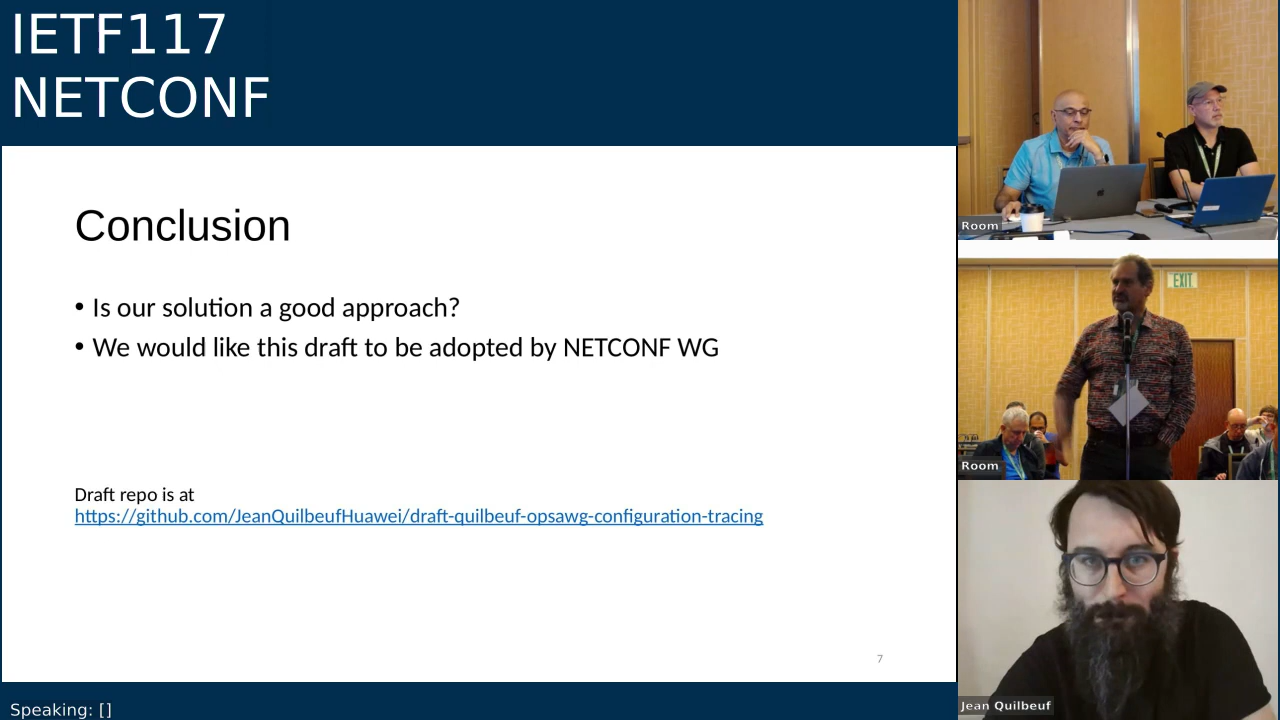 IETF117
NETCONF
Conclusion
• Is our solution a good approach?
• We would like this draft to be adopted by NETCONF WG
Draft repo is at
https://github.com/JeanQuilbeufHuawei/draft-quilbeuf-opsawg-configuration-tracing
7
Speaking: []
Room
EXIT
Room
Jean Quilbeuf